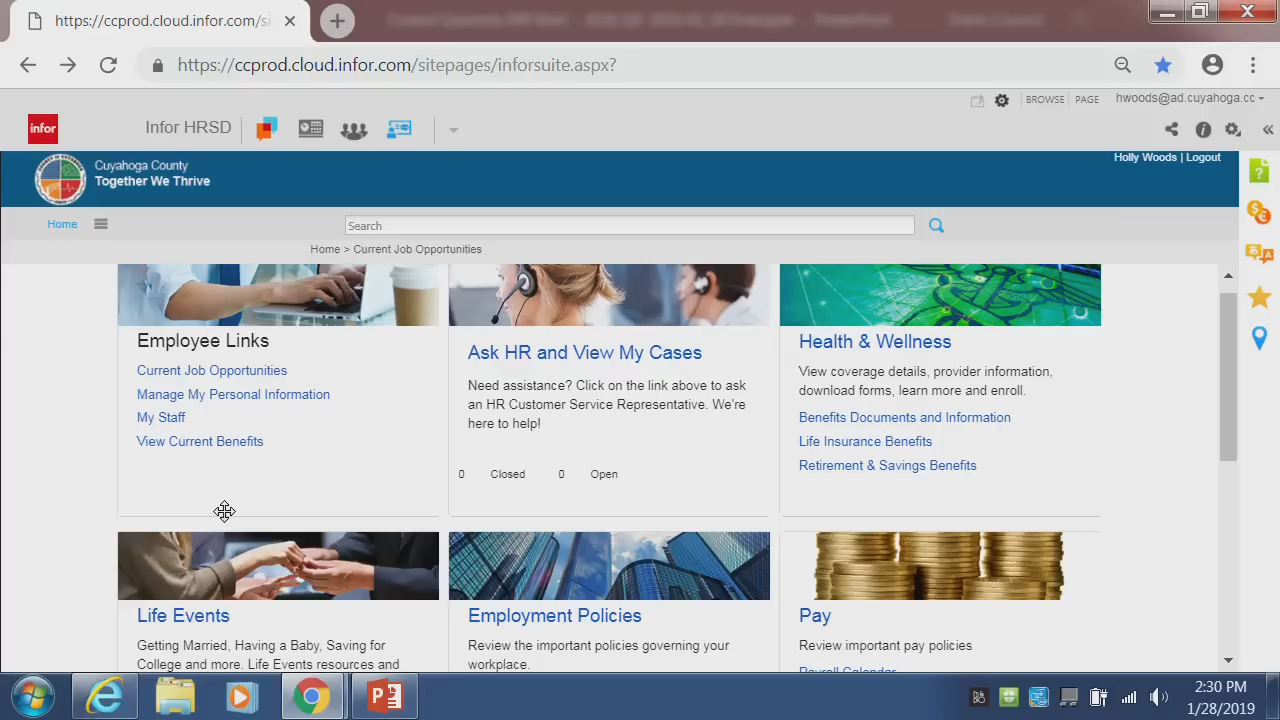 https://ccprod.cloud.infor.com/si
https://ccprod.cloud.infor.com/sitepages/inforsuite.aspx?
BROWSE PAGE hwoods@ad.cuyahoga.cc
infor Infor HRSD
Cuyahoga County
Together We Thrive
Holly Woods | Logout
Home Search
Home > Current Job Opportunities
Employee Links
Current Job Opportunities
Manage My Personal Information
My Staff
View Current Benefits
Ask HR and View My Cases
Need assistance? Click on the link above to ask
an HR Customer Service Representative. We're
here to help!
0 Closed 0 Open
Health & Wellness
View coverage details, provider information,
download forms, learn more and enroll.
Benefits Documents and Information
Life Insurance Benefits
Retirement & Savings Benefits
Life Events
Getting Married, Having a Baby, Saving for
College and more. Life Events resources and
Employment Policies
Review the important policies governing your
workplace.
Pay
Review important pay policies
Payroll Calendar
2:30 PM
1/28/2019